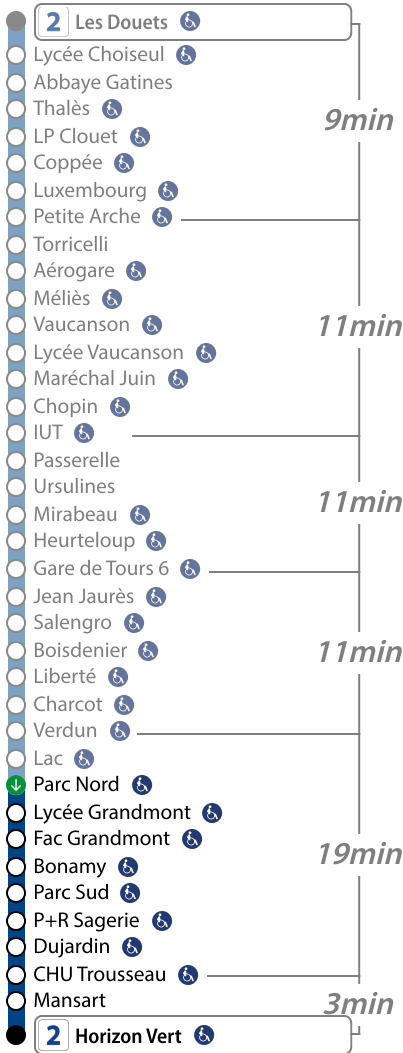 2 Les Douets
Lycée Choiseul
Abbaye Gatines
Thalès
9min
LP Clouet
Coppée
Luxembourg
Petite Arche
Torricelli
Aérogare
Méliès
Vaucanson
11min
Lycée Vaucanson
Maréchal Juin
Chopin
IUT
Passerelle
Ursulines
11min
Mirabeau
Heurteloup
Gare de Tours 6
Jean Jaurès
Salengro
Boisdenier
11min
Liberté
Charcot
Verdun
Lac
Parc Nord
Lycée Grandmont
Fac Grandmont
19min
Bonamy
Parc Sud
P+R Sagerie
Dujardin
CHU Trousseau
Mansart
3min
2 Horizon Vert